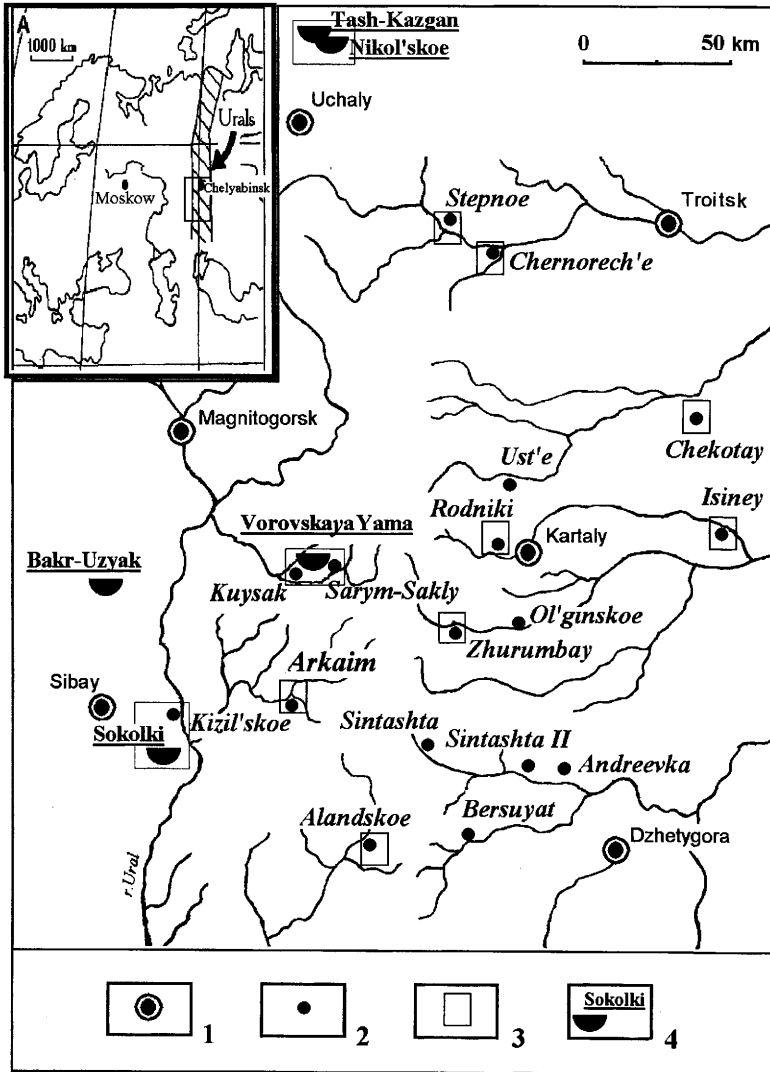 A
1000 km
Urals
Moskow
Chelyabinsk
Tash-Kazgan
Nikol'skoe
0 50 km
Uchaly
Stepnoe
Troitsk
Chernorech'e
Magnitogorsk
Chekotay
Ust'e
Rodniki
Isiney
Vorovskaya Yama
Kartaly
Bakr-Uzyak
Kuysak
Sarym-Sakly
Ol'ginskoe
Zhurumbay
Arkaim
Sibay
Kizil'skoe
Sokolki
Sintashta
Sintashta II
Andreevka
Alandskoe
Bersuyat
Dzhetygora
r.Ural
1
2
3
Sokolki
4